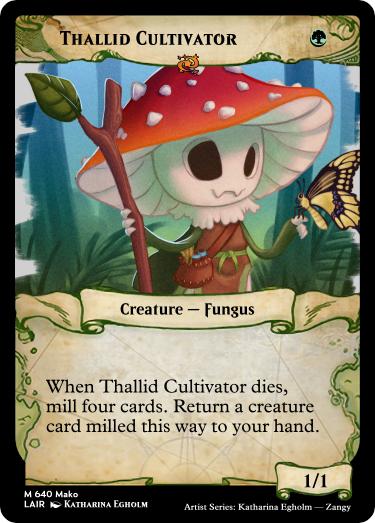 Thallid Cultivator
Creature — Fungus
When Thallid Cultivator dies,
mill four cards. Return a creature
card milled this way to your hand.
1/1
M 640 Mako
LAIR Katharina Egholm
Artist Series: Katharina Egholm — Zangy